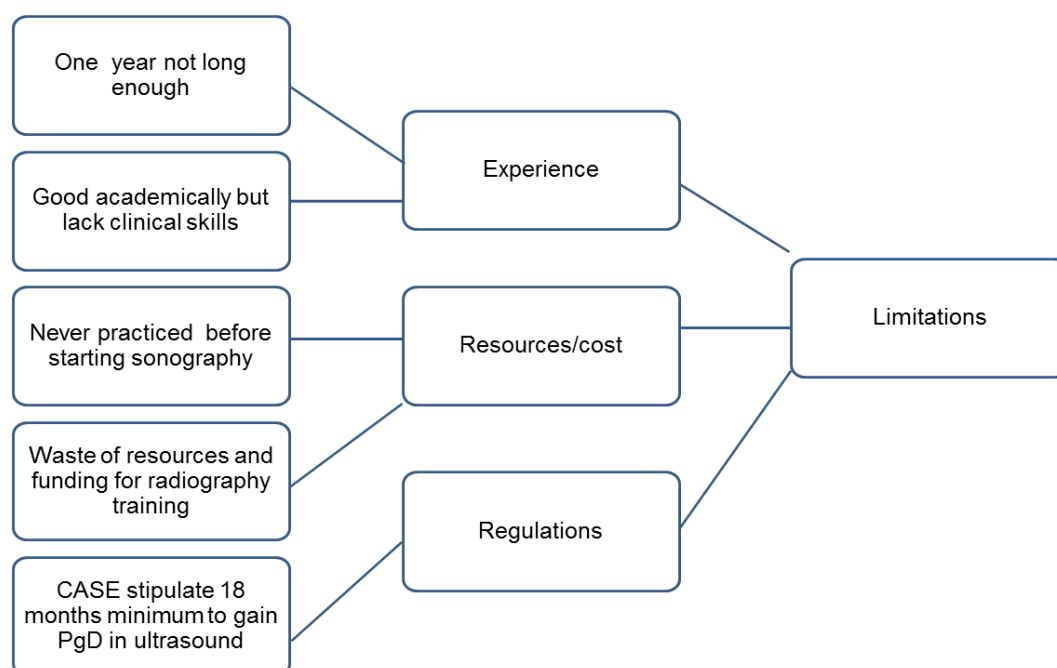 One year not long
enough
Good academically but
lack clinical skills
Never practiced before
starting sonography
Waste of resources and
funding for radiography
training
CASE stipulate 18
months minimum to gain
PgD in ultrasound
Experience
Resources/cost
Regulations
Limitations